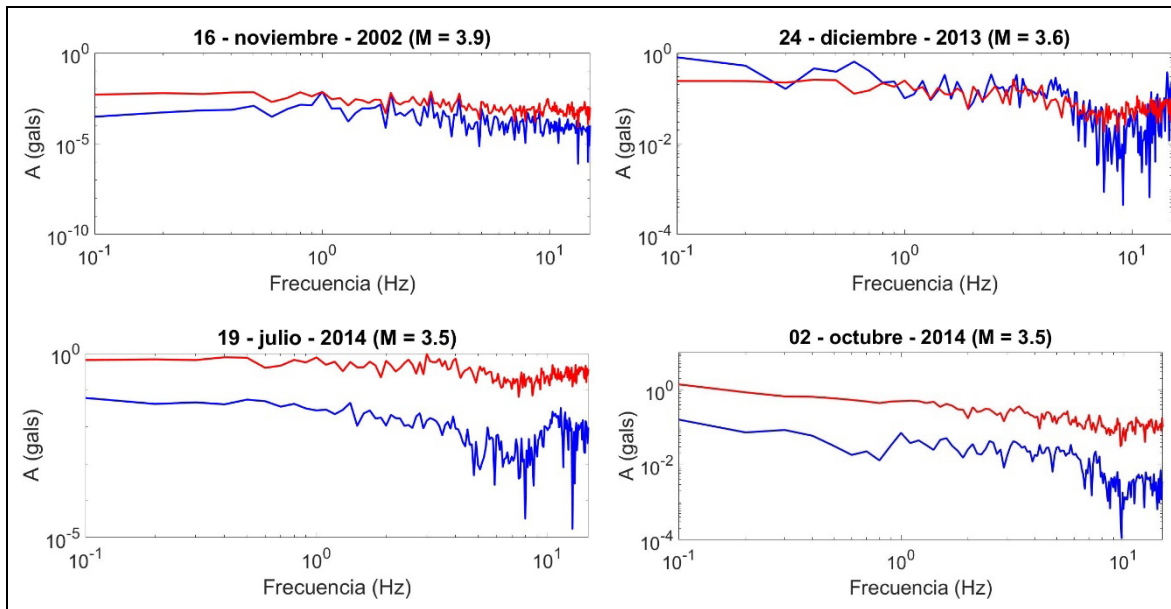 16 - noviembre - 2002 (M = 3.9)
10^0
10^-5
10^-10
A (gals)
10^-1
10^0
10^1
Frecuencia (Hz)
24 - diciembre - 2013 (M = 3.6)
10^0
10^-2
10^-4
A (gals)
10^-1
10^0
10^1
Frecuencia (Hz)
19 - julio - 2014 (M = 3.5)
10^0
10^-5
A (gals)
10^-1
10^0
10^1
Frecuencia (Hz)
02 - octubre - 2014 (M = 3.5)
10^0
10^-2
10^-4
A (gals)
10^-1
10^0
10^1
Frecuencia (Hz)